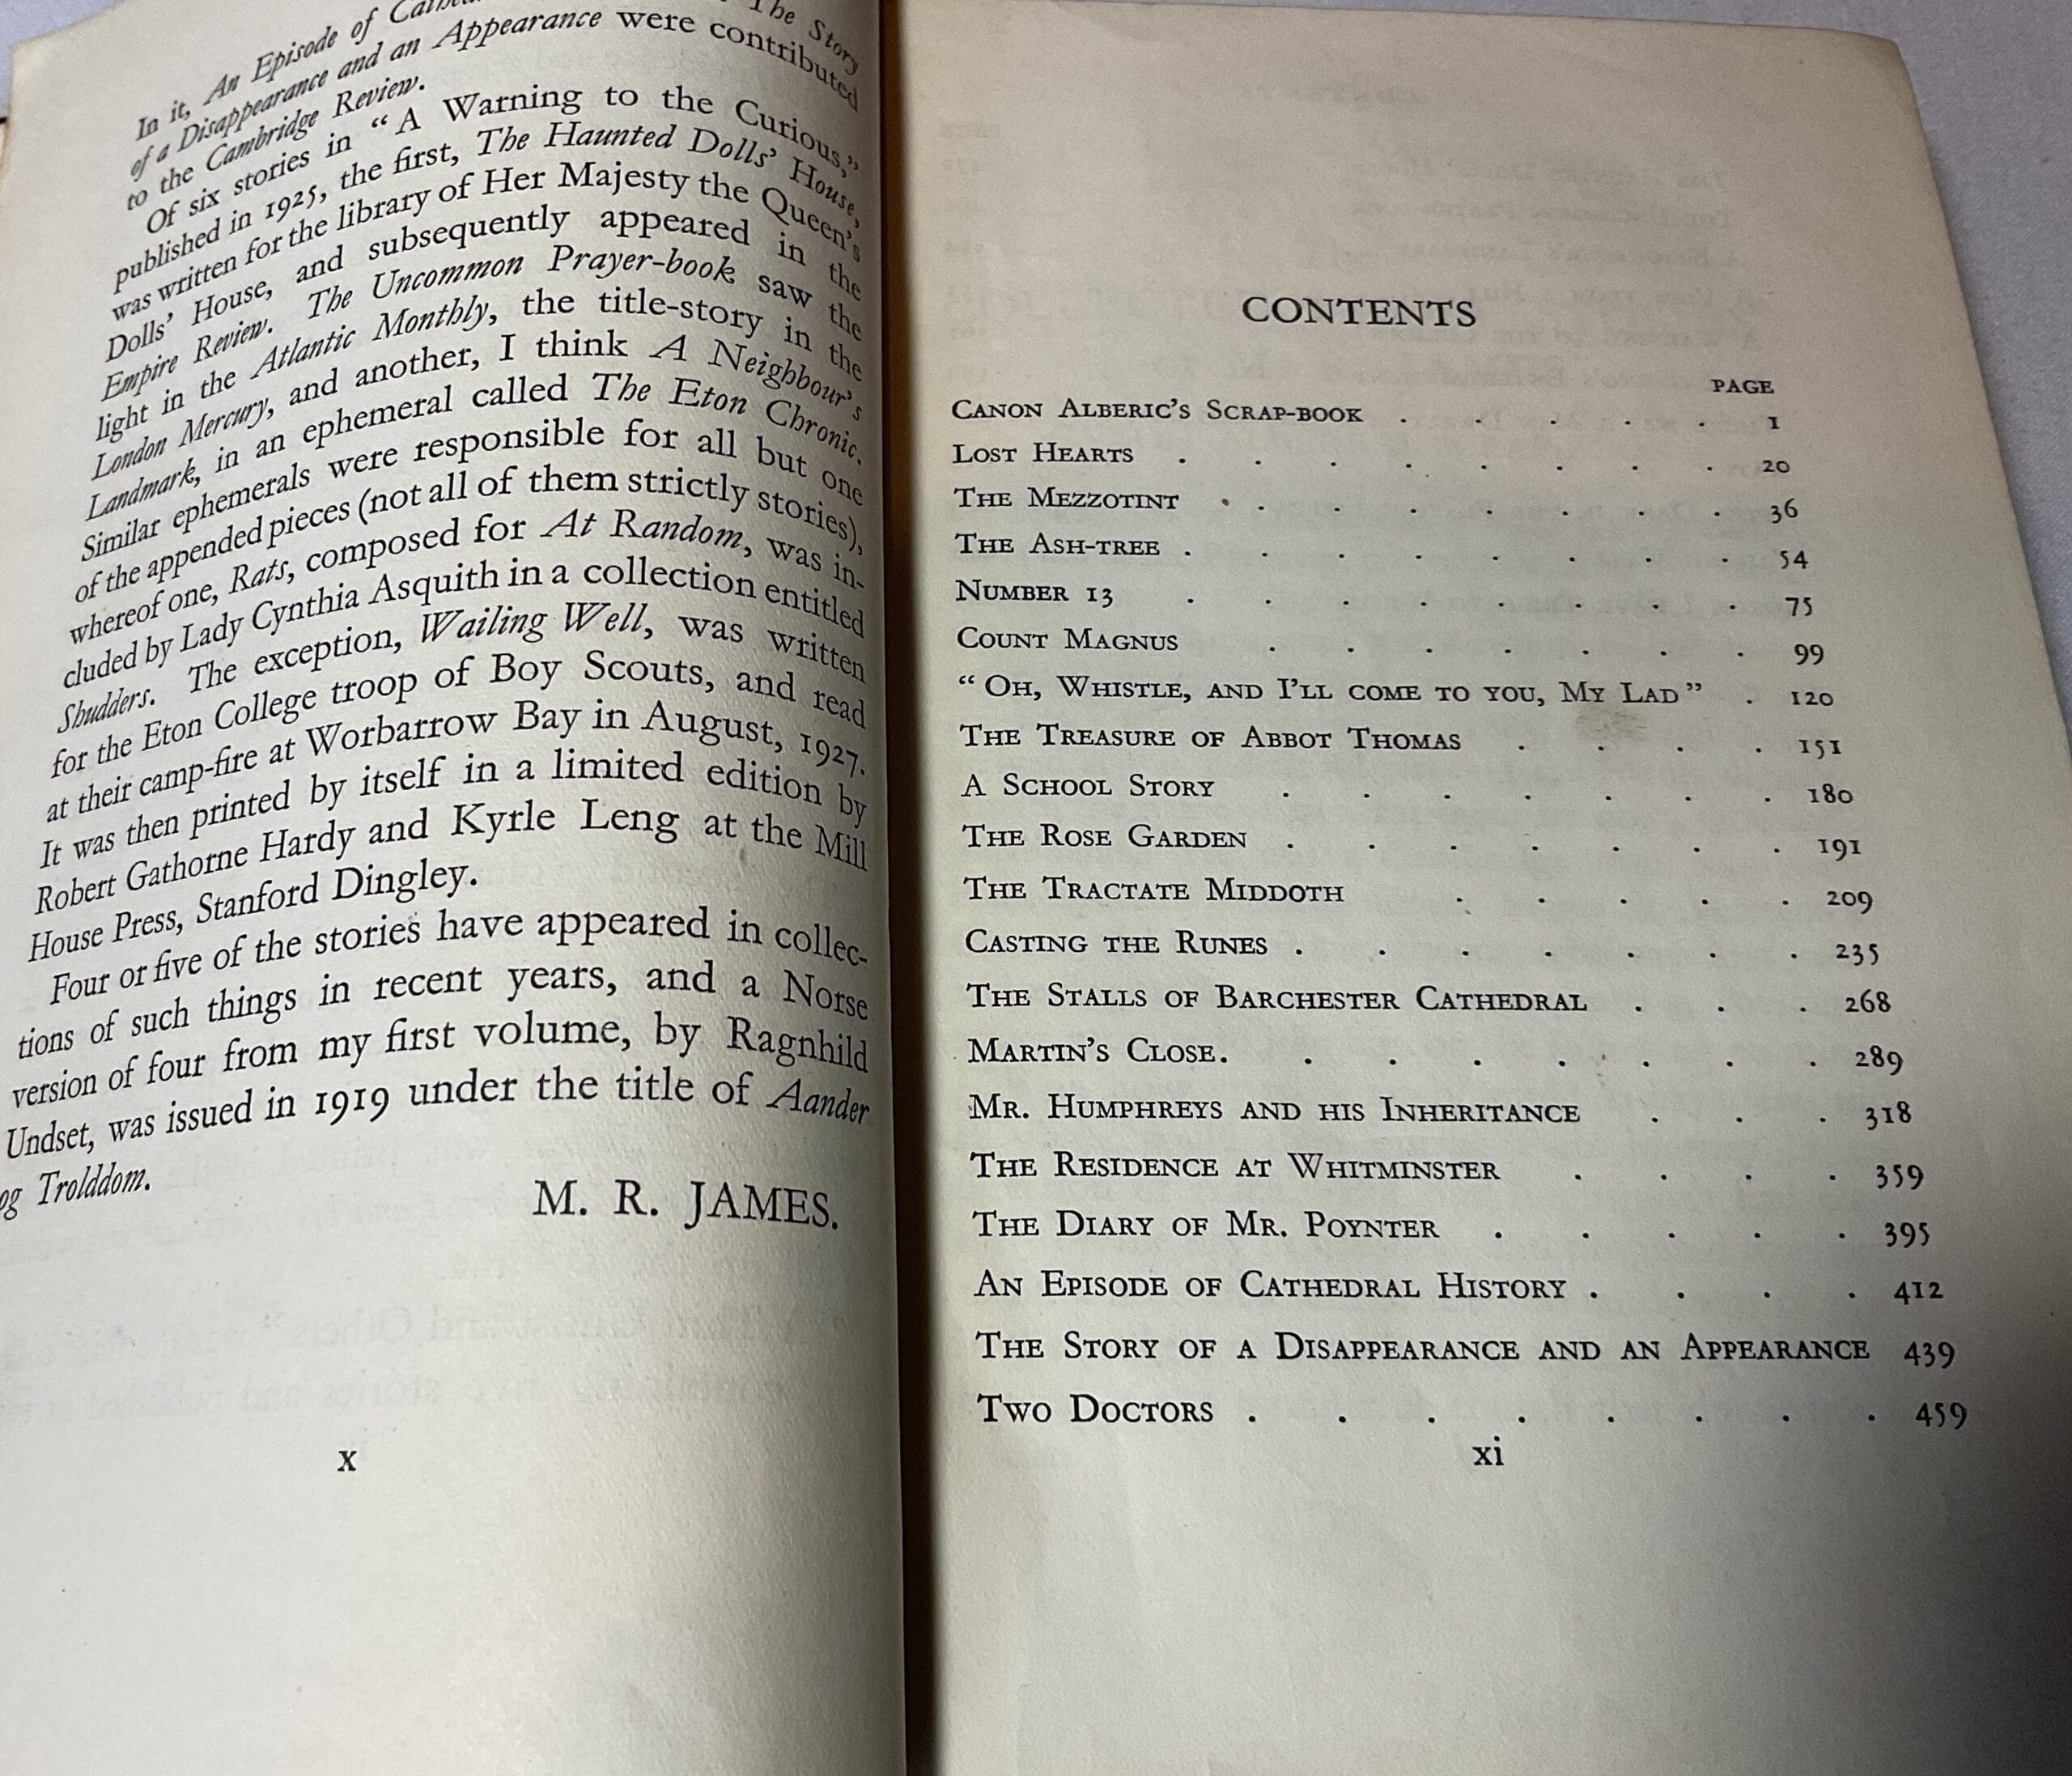 In it, An Episode of The Story
of a Disappearance and an Appearance were contributed
to the Cambridge Review.
Of six stories in “A Warning to the Curious,”
published in 1925, the first, The Haunted Dolls’ House,
was written for the library of Her Majesty the Queen’s
Dolls’ House, and subsequently appeared in the
Empire Review. The Uncommon Prayer-book saw the
light in the Atlantic Monthly, the title-story in the
London Mercury, and another, I think A Neighbour’s
Landmark, in an ephemeral called The Eton Chronic.
Similar ephemerals were responsible for all but one
of the appended pieces (not all of them strictly stories),
whereof one, Rats, composed for At Random, was in-
cluded by Lady Cynthia Asquith in a collection entitled
Shudders. The exception, Wailing Well, was written
for the Eton College troop of Boy Scouts, and read
at their camp-fire at Worbarrow Bay in August, 1927.
It was then printed by itself in a limited edition by
Robert Gathorne Hardy and Kyrle Leng at the Mill
House Press, Stanford Dingley.
Four or five of the stories have appeared in collec-
tions of such things in recent years, and a Norse
version of four from my first volume, by Ragnhild
Undset, was issued in 1919 under the title of Aander
og Trolddom.
M. R. JAMES.
x
CONTENTS
PAGE
CANON ALBERIC’S SCRAP-BOOK . . . . . 1
LOST HEARTS . . . . . . . . 20
THE MEZZOTINT . . . . . . . 36
THE ASH-TREE . . . . . . . . 54
NUMBER 13 . . . . . . . . 75
COUNT MAGNUS . . . . . . . 99
“OH, WHISTLE, AND I’LL COME TO YOU, MY LAD” . 120
THE TREASURE OF ABBOT THOMAS . . . . 151
A SCHOOL STORY . . . . . . . 180
THE ROSE GARDEN . . . . . . . 191
THE TRACTATE MIDDOTH . . . . . 209
CASTING THE RUNES . . . . . . . 235
THE STALLS OF BARCHESTER CATHEDRAL . . . 268
MARTIN’S CLOSE . . . . . . . . 289
MR. HUMPHREYS AND HIS INHERITANCE . . . 318
THE RESIDENCE AT WHITMINSTER . . . . 359
THE DIARY OF MR. POYNTER . . . . . 395
AN EPISODE OF CATHEDRAL HISTORY . . . . 412
THE STORY OF A DISAPPEARANCE AND AN APPEARANCE 439
TWO DOCTORS . . . . . . . . 459
xi